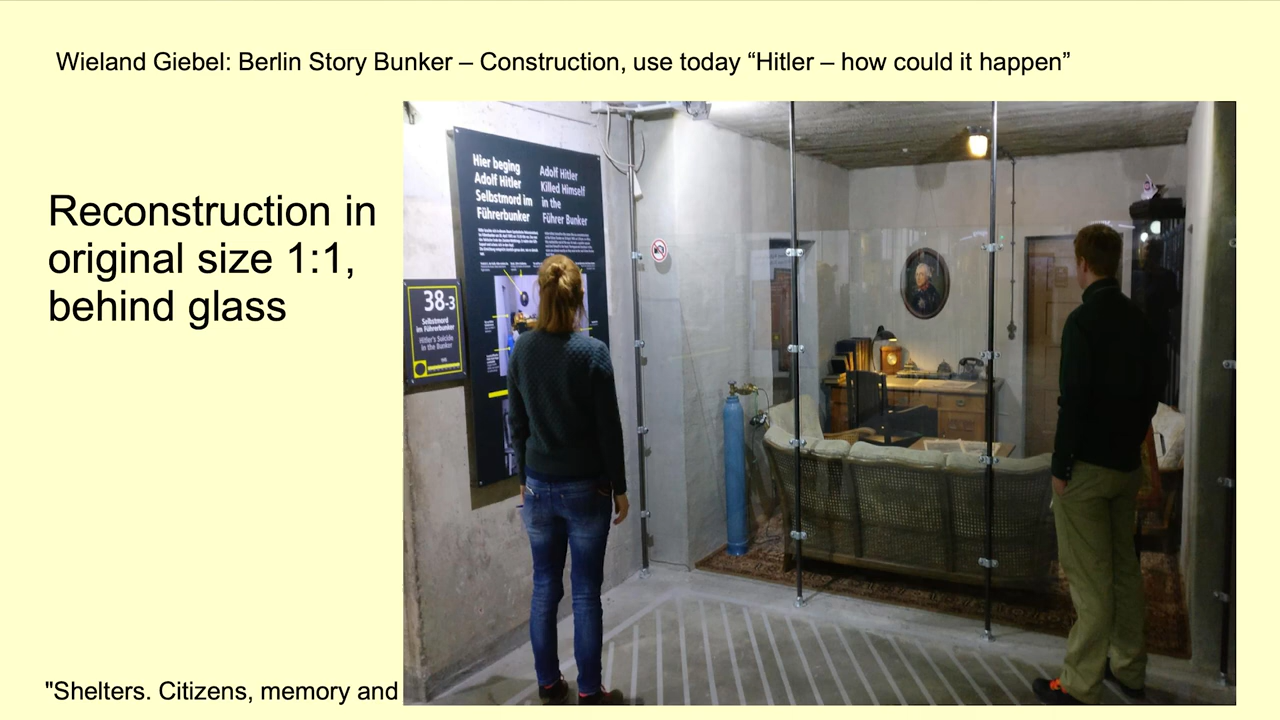 Wieland Giebel: Berlin Story Bunker – Construction, use today “Hitler – how could it happen”
Reconstruction in
original size 1:1,
behind glass
Hier beging
Adolf Hitler
Selbstmord im
Führerbunker
Adolf Hitler
Killed Himself
in the
Führer Bunker
38-3
Selbstmord
im Führerbunker
Hitler's Suicide
in the Bunker
"Shelters. Citizens, memory and